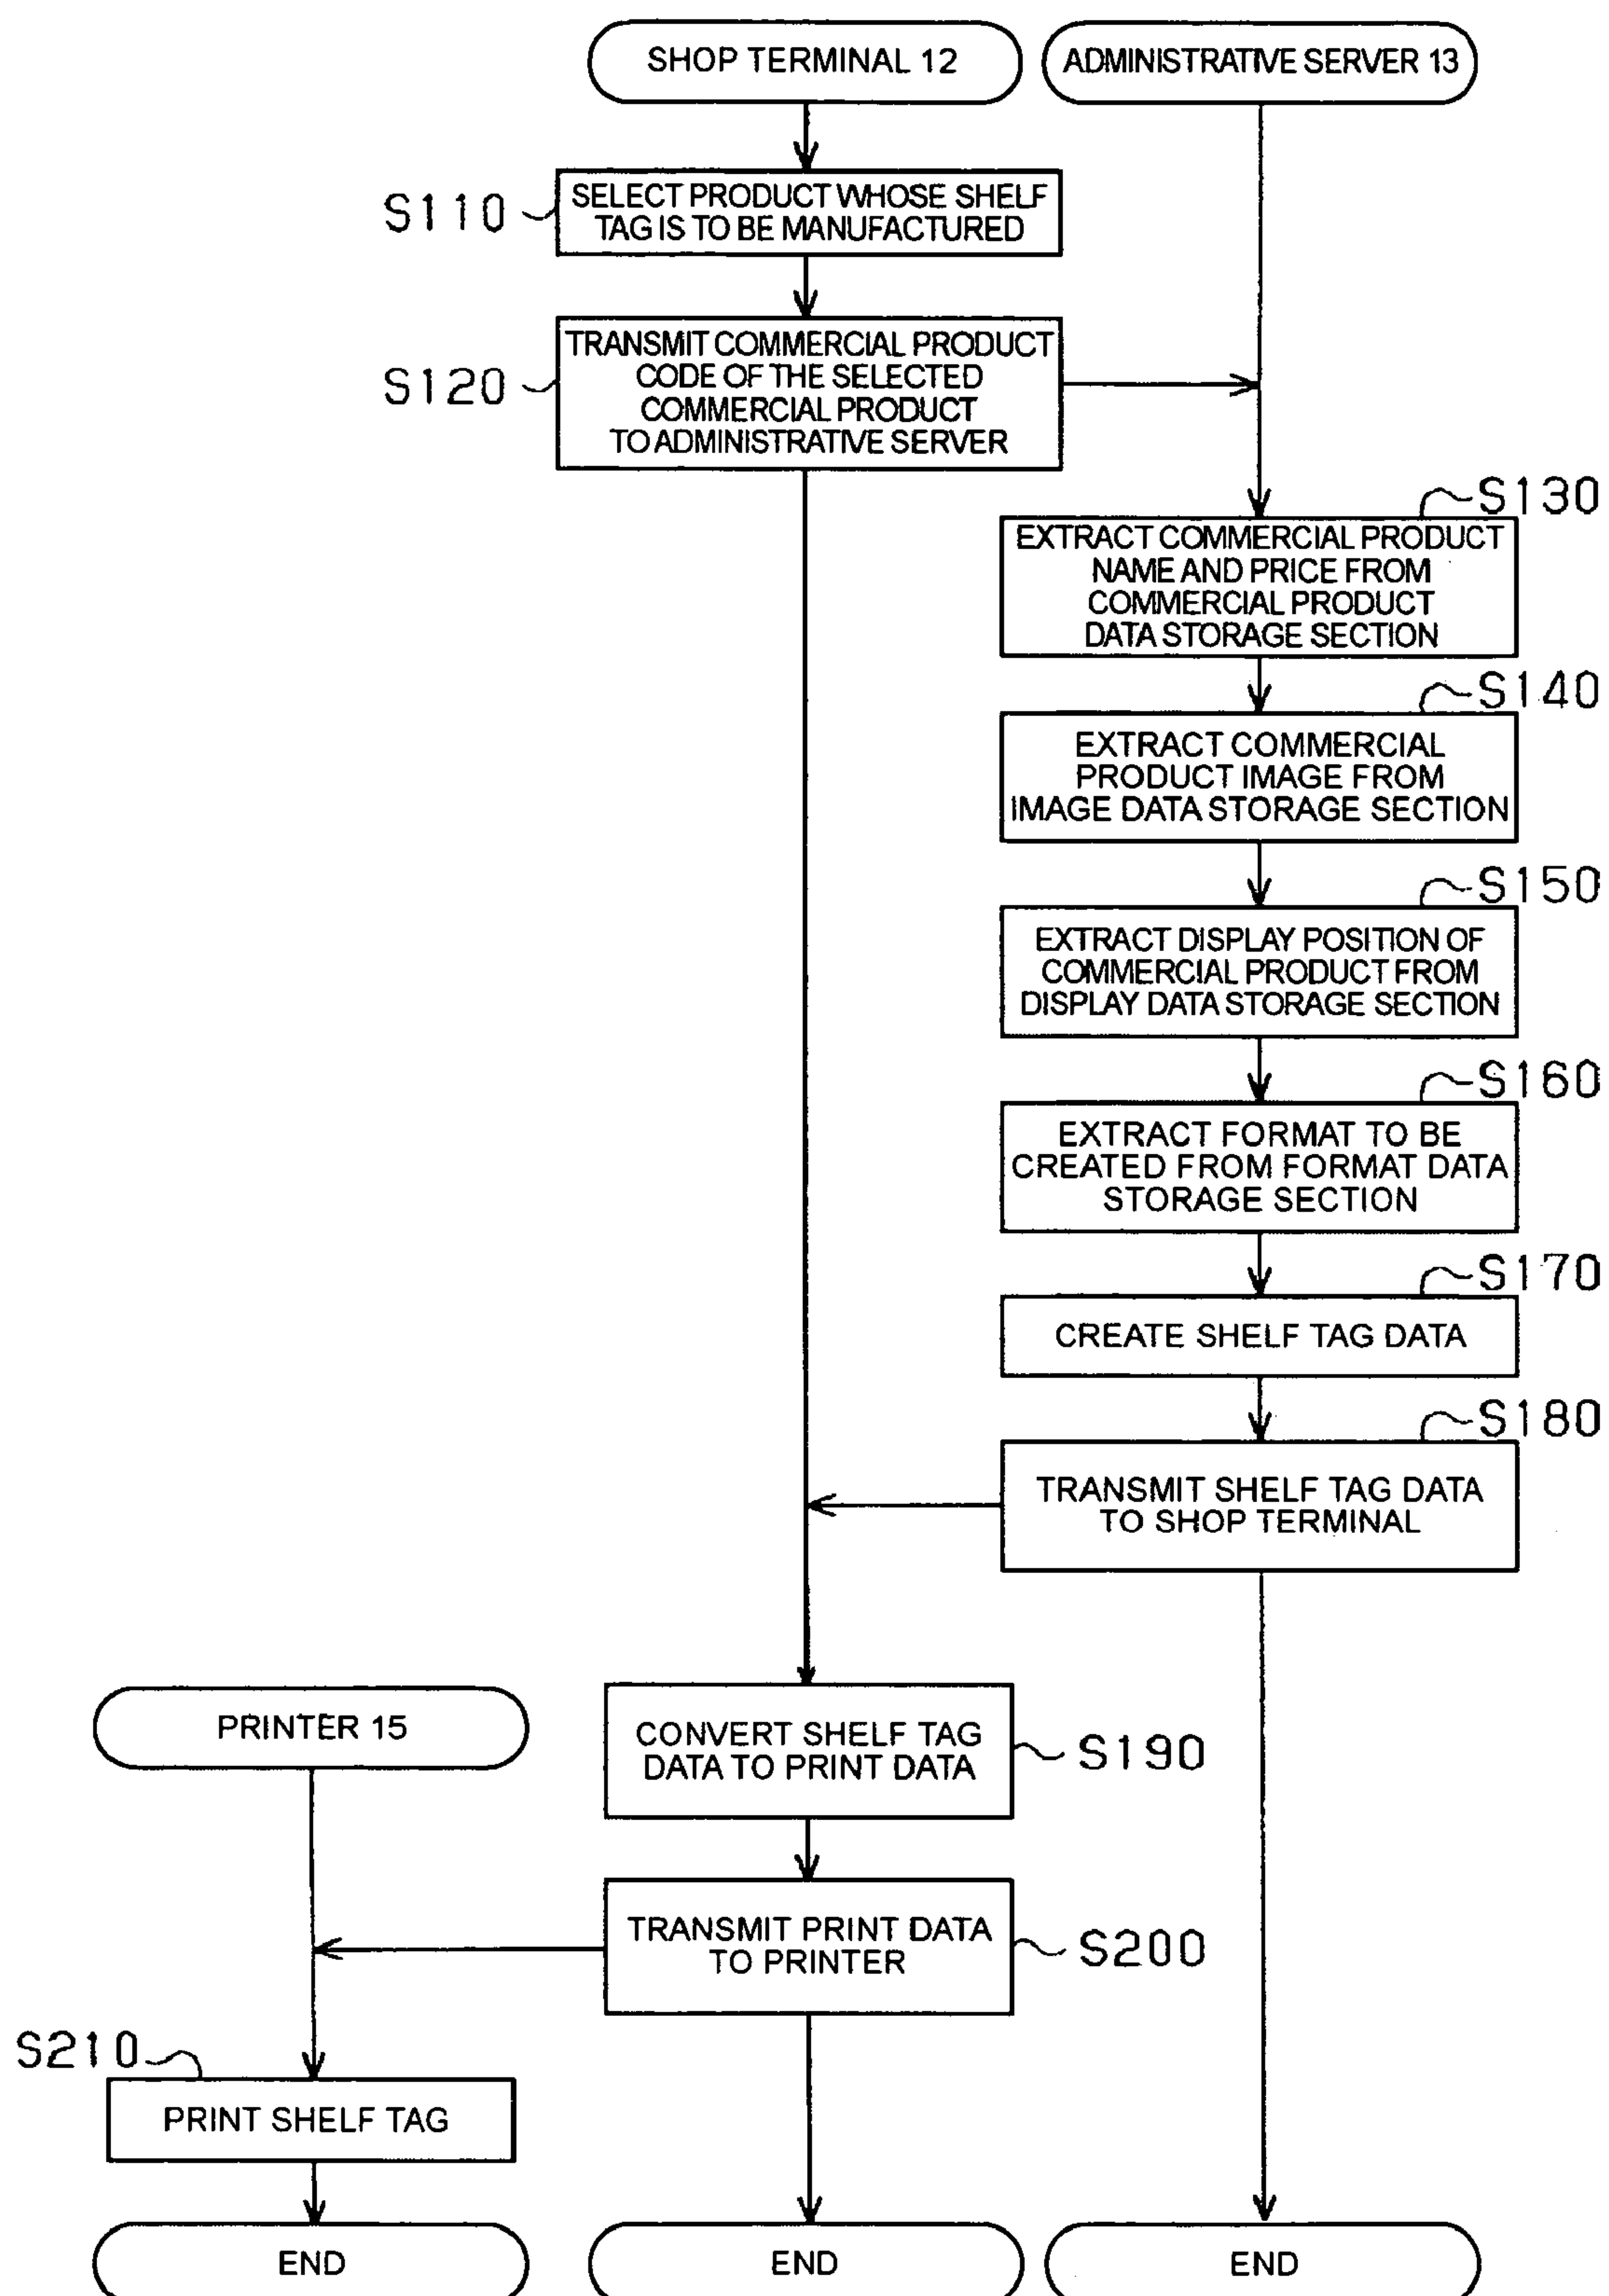 SHOP TERMINAL 12
ADMINISTRATIVE SERVER 13
S110
SELECT PRODUCT WHOSE SHELF
TAG IS TO BE MANUFACTURED
S120
TRANSMIT COMMERCIAL PRODUCT
CODE OF THE SELECTED
COMMERCIAL PRODUCT
TO ADMINISTRATIVE SERVER
S130
EXTRACT COMMERCIAL PRODUCT
NAME AND PRICE FROM
COMMERCIAL PRODUCT
DATA STORAGE SECTION
S140
EXTRACT COMMERCIAL
PRODUCT IMAGE FROM
IMAGE DATA STORAGE SECTION
S150
EXTRACT DISPLAY POSITION OF
COMMERCIAL PRODUCT FROM
DISPLAY DATA STORAGE SECTION
S160
EXTRACT FORMAT TO BE
CREATED FROM FORMAT DATA
STORAGE SECTION
S170
CREATE SHELF TAG DATA
S180
TRANSMIT SHELF TAG DATA
TO SHOP TERMINAL
PRINTER 15
CONVERT SHELF TAG
DATA TO PRINT DATA
S190
TRANSMIT PRINT DATA
TO PRINTER
S200
S210
PRINT SHELF TAG
END
END
END